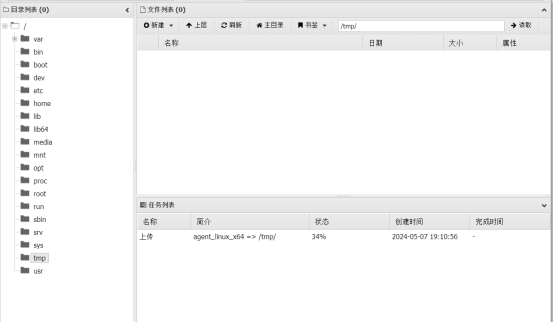 目录列表 (0)
/
var
bin
boot
dev
etc
home
lib
lib64
media
mnt
opt
proc
root
run
sbin
srv
sys
tmp
usr
文件列表 (0)
新建 上层 刷新 主目录 书签 /tmp/ 读取
名称 日期 大小 属性
任务列表
名称 简介 状态 创建时间 完成时间
上传 agent_linux_x64 => /tmp/ 34% 2024-05-07 19:10:56 -